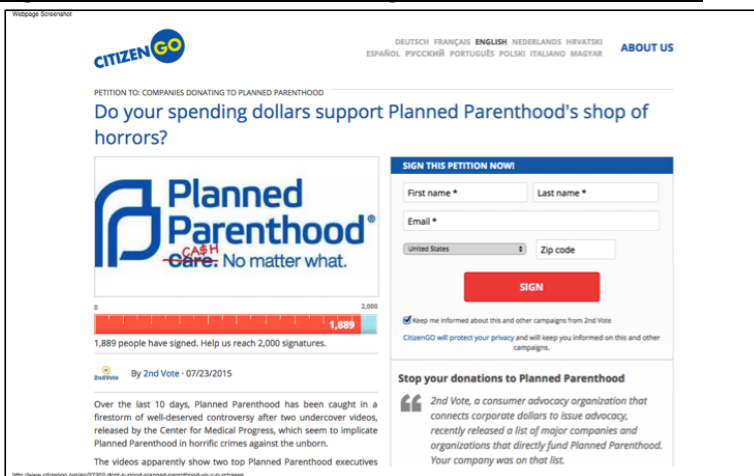 Webpage Screenshot
CITIZENGO
DEUTSCH FRANÇAIS ENGLISH NEDERLANDS HRVATSKI
ESPAÑOL РУССКИЙ PORTUGUÊS POLSKI ITALIANO MAGYAR
ABOUT US
PETITION TO: COMPANIES DONATING TO PLANNED PARENTHOOD
Do your spending dollars support Planned Parenthood's shop of
horrors?
Planned
Parenthood®
CA$H
Care. No matter what.
0
2,000
1,889
1,889 people have signed. Help us reach 2,000 signatures.
2nd Vote
By 2nd Vote · 07/23/2015
Over the last 10 days, Planned Parenthood has been caught in a
firestorm of well-deserved controversy after two undercover videos,
released by the Center for Medical Progress, which seem to implicate
Planned Parenthood in horrific crimes against the unborn.
The videos apparently show two top Planned Parenthood executives
SIGN THIS PETITION NOW!
First name *
Last name *
Email *
United States
Zip code
SIGN
Keep me informed about this and other campaigns from 2nd Vote
CitizenGO will protect your privacy and will keep you informed on this and other
campaigns.
Stop your donations to Planned Parenthood
2nd Vote, a consumer advocacy organization that
connects corporate dollars to issue advocacy,
recently released a list of major companies and
organizations that directly fund Planned Parenthood.
Your company was on that list.